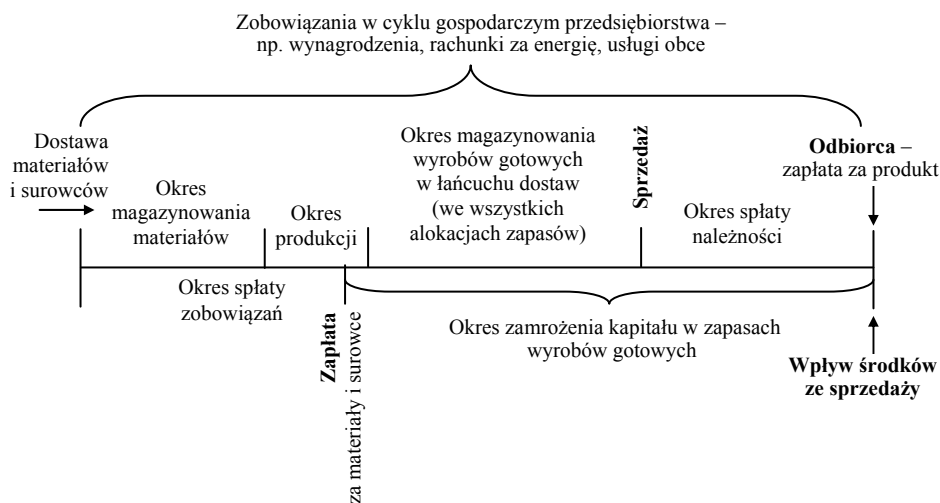 Zobowiązania w cyklu gospodarczym przedsiębiorstwa –
np. wynagrodzenia, rachunki za energię, usługi obce
Dostawa
materiałów
i surowców
Okres
magazynowania
materiałów
Okres
produkcji
Okres magazynowania
wyrobów gotowych
w łańcuchu dostaw
(we wszystkich
alokacjach zapasów)
Sprzedaż
Okres spłaty
należności
Odbiorca –
zapłata za produkt
Okres spłaty
zobowiązań
Zapłata
za materiały i surowce
Okres zamrożenia kapitału w zapasach
wyrobów gotowych
Wpływ środków
ze sprzedaży